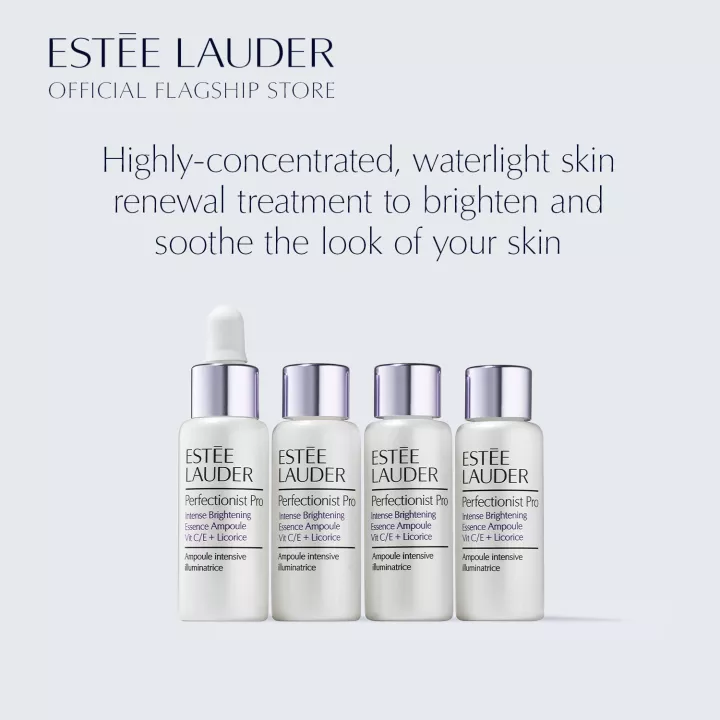 ESTĒE LAUDER
OFFICIAL FLAGSHIP STORE
Highly-concentrated, waterlight skin
renewal treatment to brighten and
soothe the look of your skin
ESTĒE
LAUDER
Perfectionist Pro
Intense Brightening
Essence Ampoule
Vit C/E + Licorice
Ampoule intensive
illuminatrice
ESTĒE
LAUDER
Perfectionist Pro
Intense Brightening
Essence Ampoule
Vit C/E + Licorice
Ampoule intensive
illuminatrice
ESTĒE
LAUDER
Perfectionist Pro
Intense Brightening
Essence Ampoule
Vit C/E + Licorice
Ampoule intensive
illuminatrice
ESTĒE
LAUDER
Perfectionist Pro
Intense Brightening
Essence Ampoule
Vit C/E + Licorice
Ampoule intensive
illuminatrice